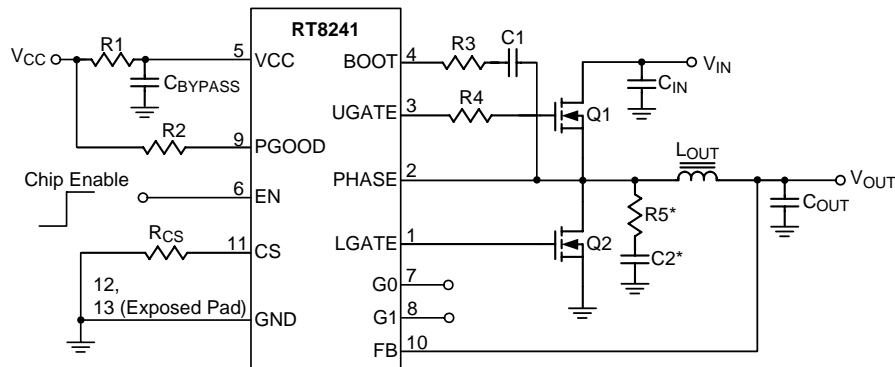 RT8241
VCC
R1
5
VCC
CBYPASS
R2
9
PGOOD
Chip Enable
6
EN
RCS
11
CS
12,
13 (Exposed Pad)
GND
BOOT
4
R3
C1
UGATE
3
R4
Q1
VIN
CIN
PHASE
2
LOUT
VOUT
COUT
R5*
C2*
LGATE
1
Q2
G0
7
G1
8
FB
10